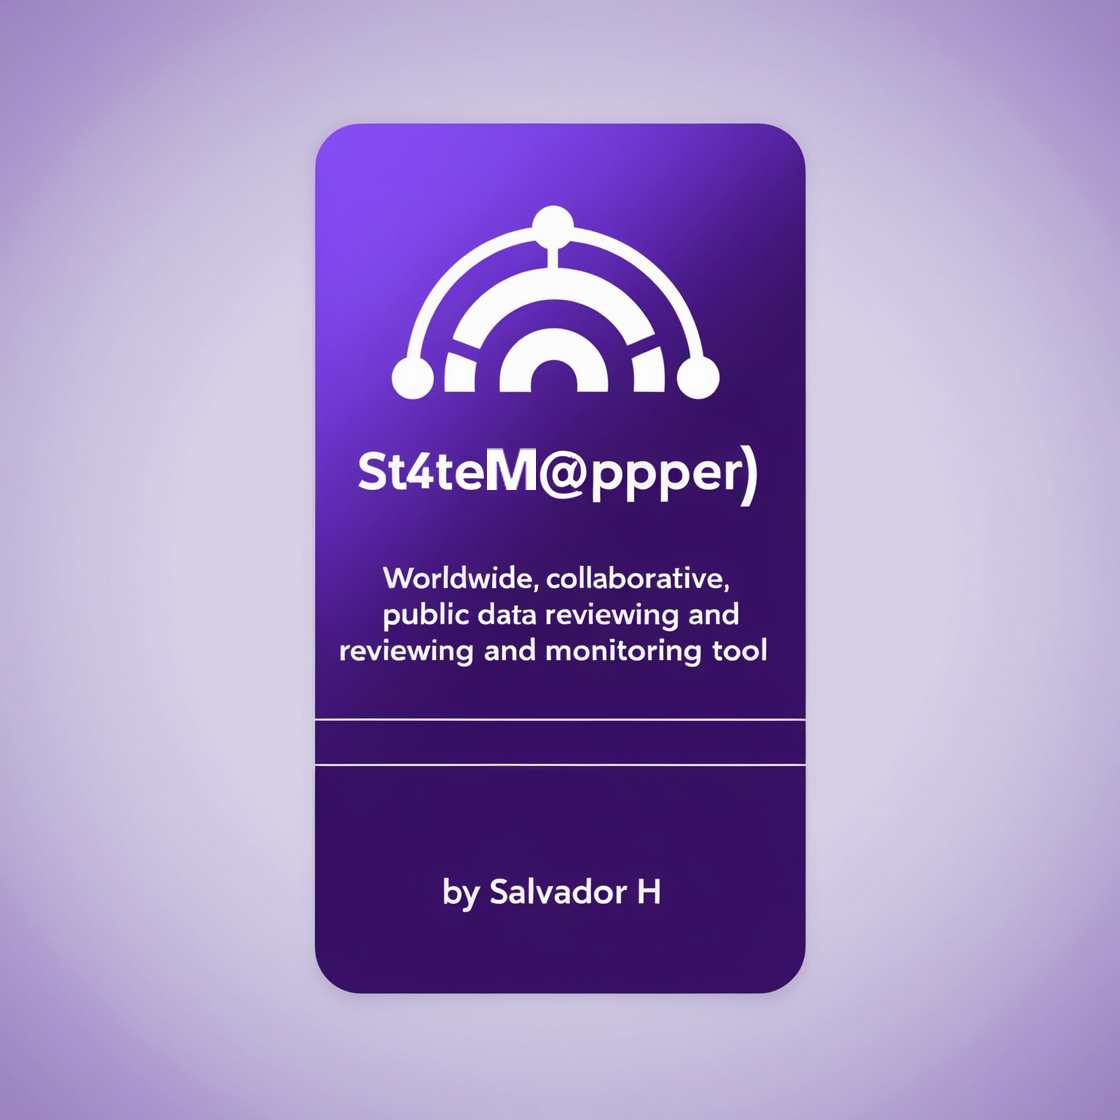 St4teM@ppper)
Worldwide, collaborative,
public data reviewing and
reviewing and monitoring tool
by Salvador H